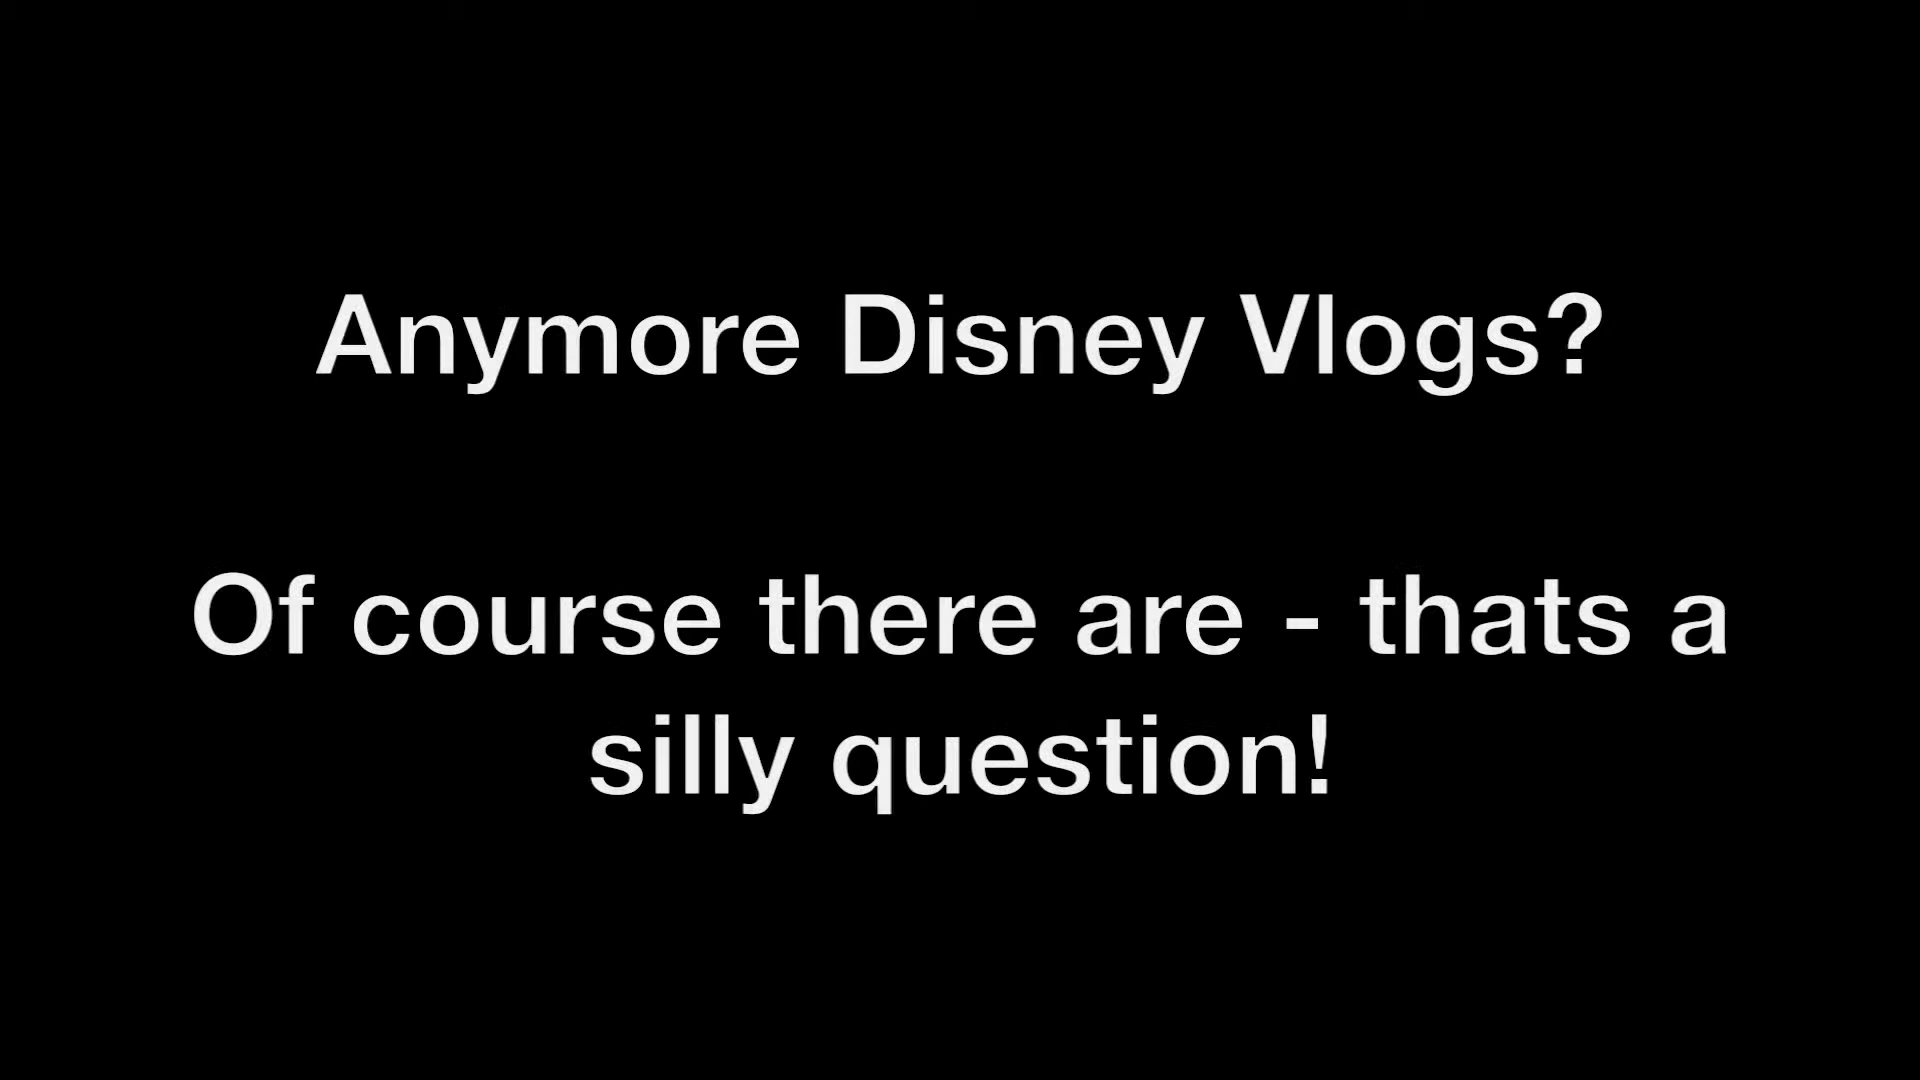 Anymore Disney Vlogs?
Of course there are - thats a
silly question!